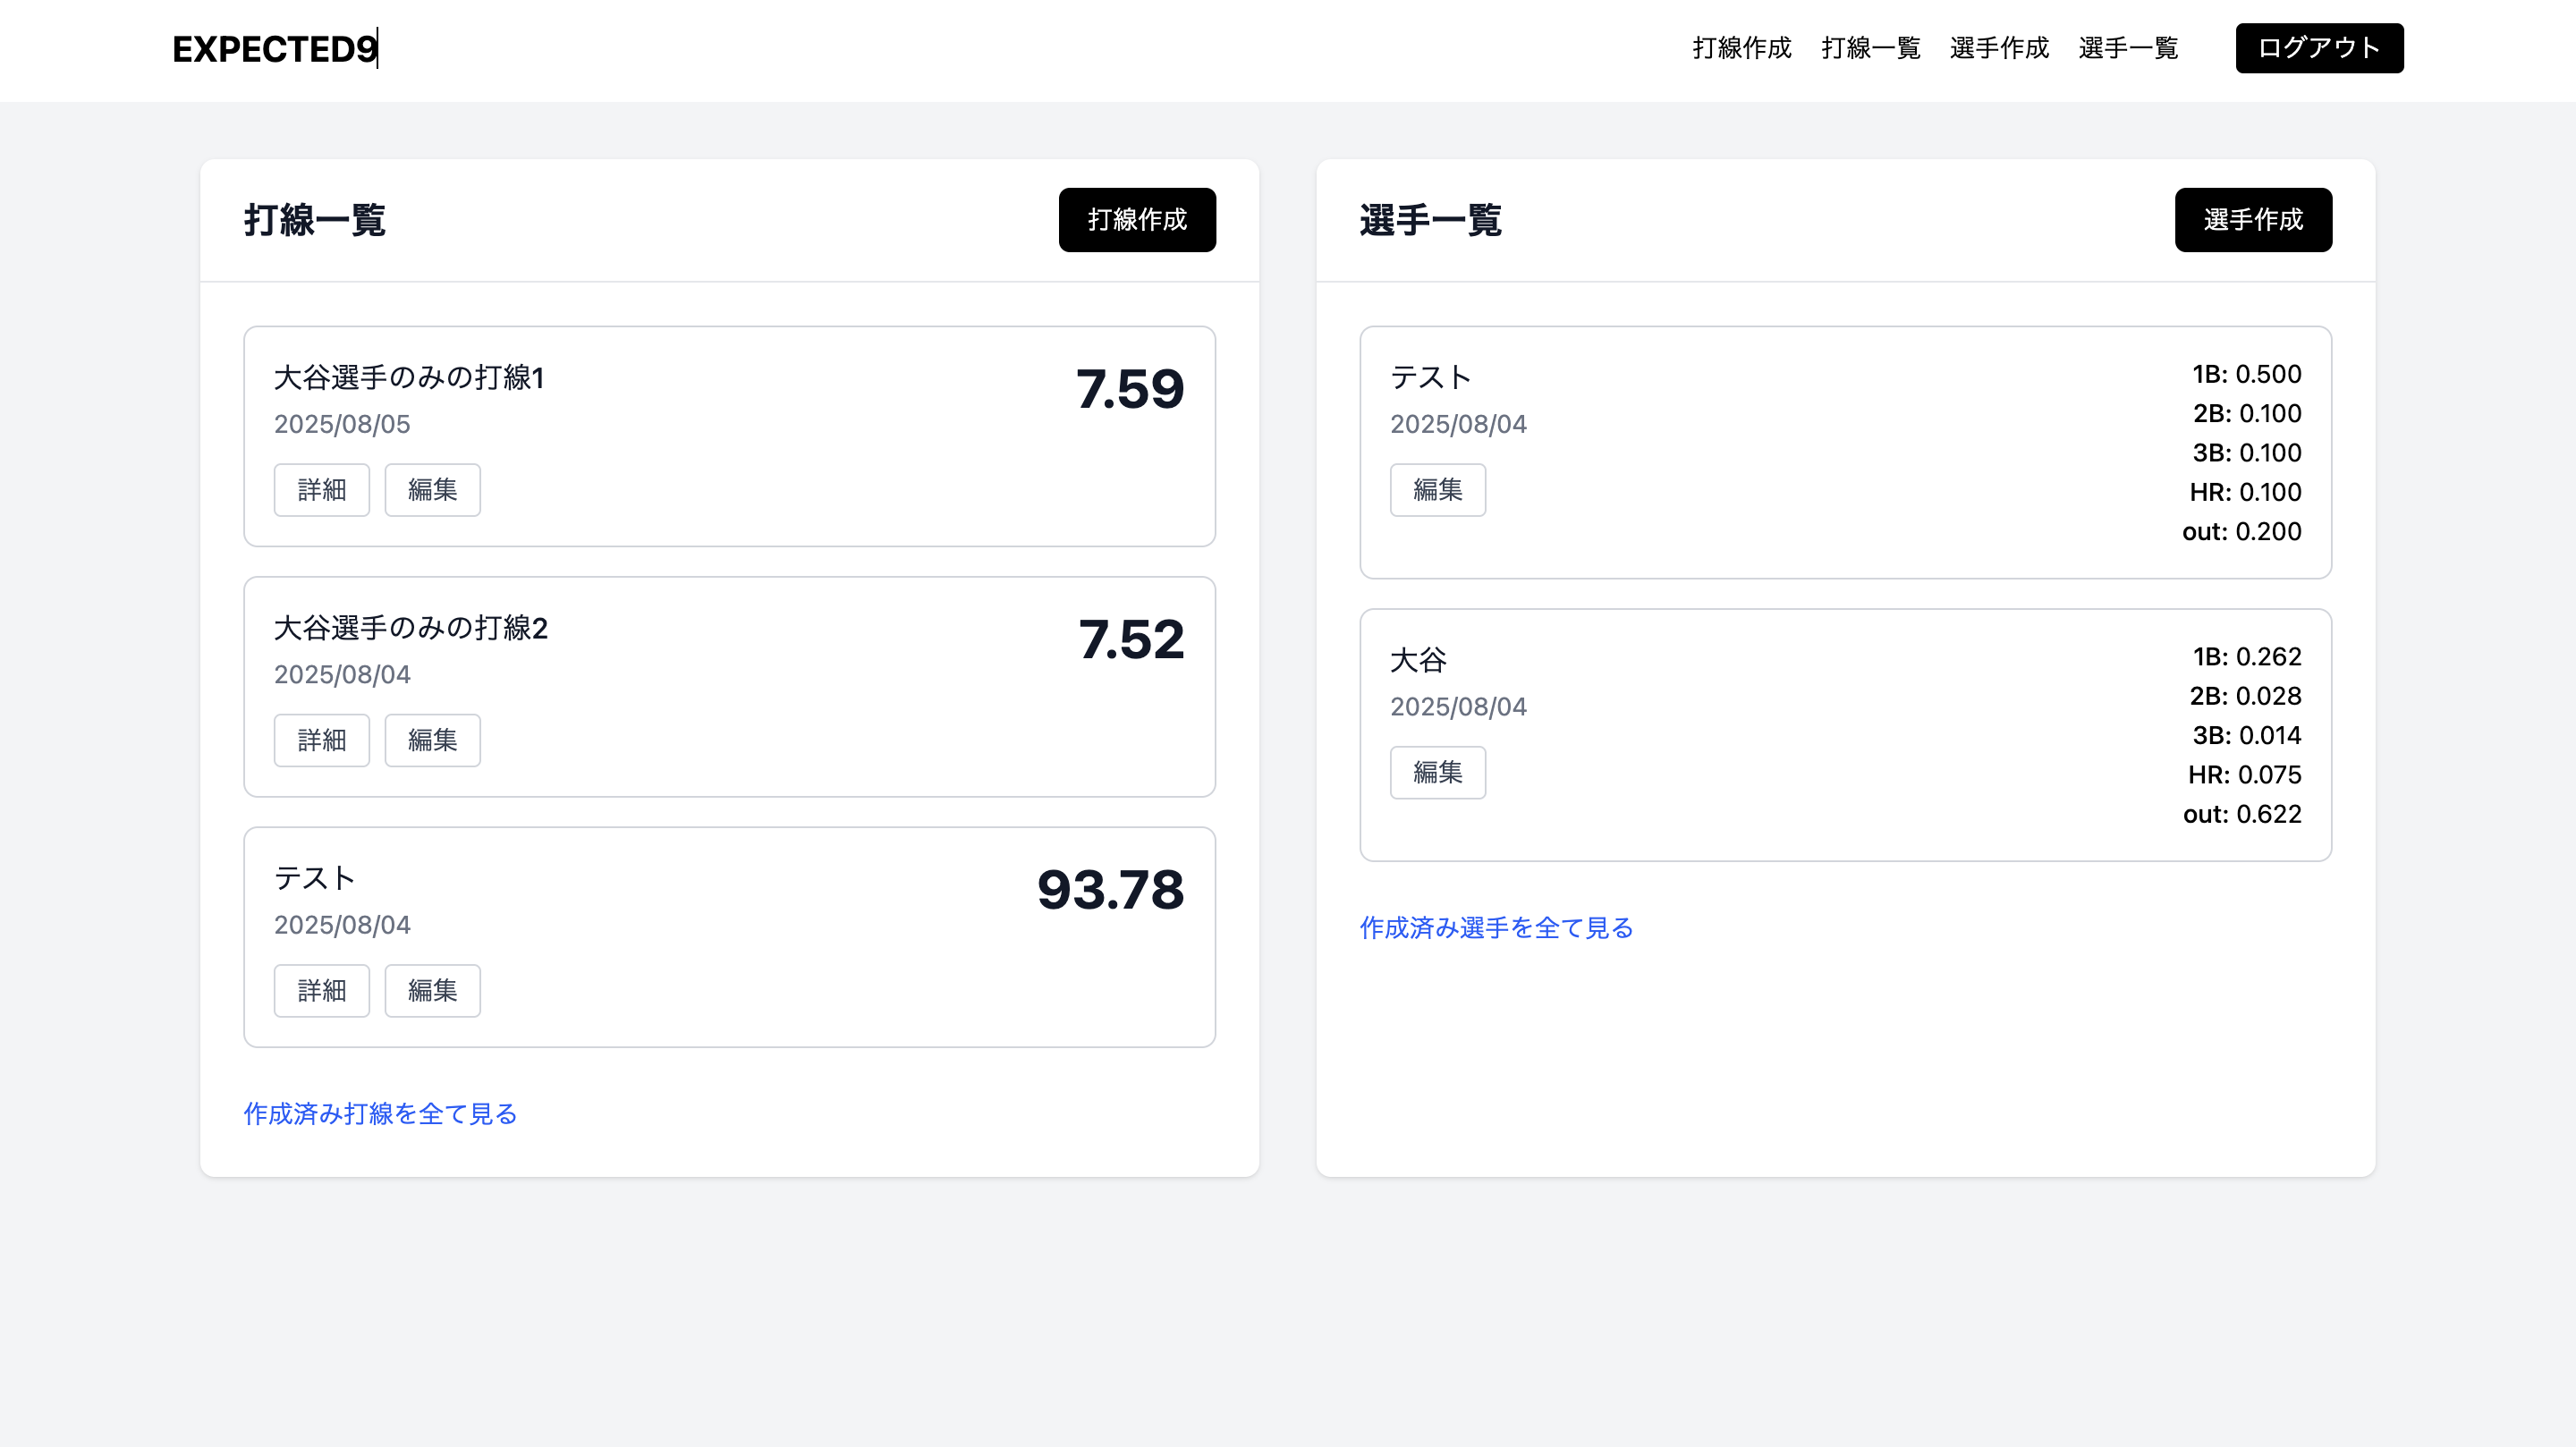 EXPECTED9
打線作成 打線一覧 選手作成 選手一覧 ログアウト
打線一覧
打線作成
大谷選手のみの打線1
7.59
2025/08/05
詳細 編集
大谷選手のみの打線2
7.52
2025/08/04
詳細 編集
テスト
93.78
2025/08/04
詳細 編集
作成済み打線を全て見る
選手一覧
選手作成
テスト
2025/08/04
編集
1B: 0.500
2B: 0.100
3B: 0.100
HR: 0.100
out: 0.200
大谷
2025/08/04
編集
1B: 0.262
2B: 0.028
3B: 0.014
HR: 0.075
out: 0.622
作成済み選手を全て見る